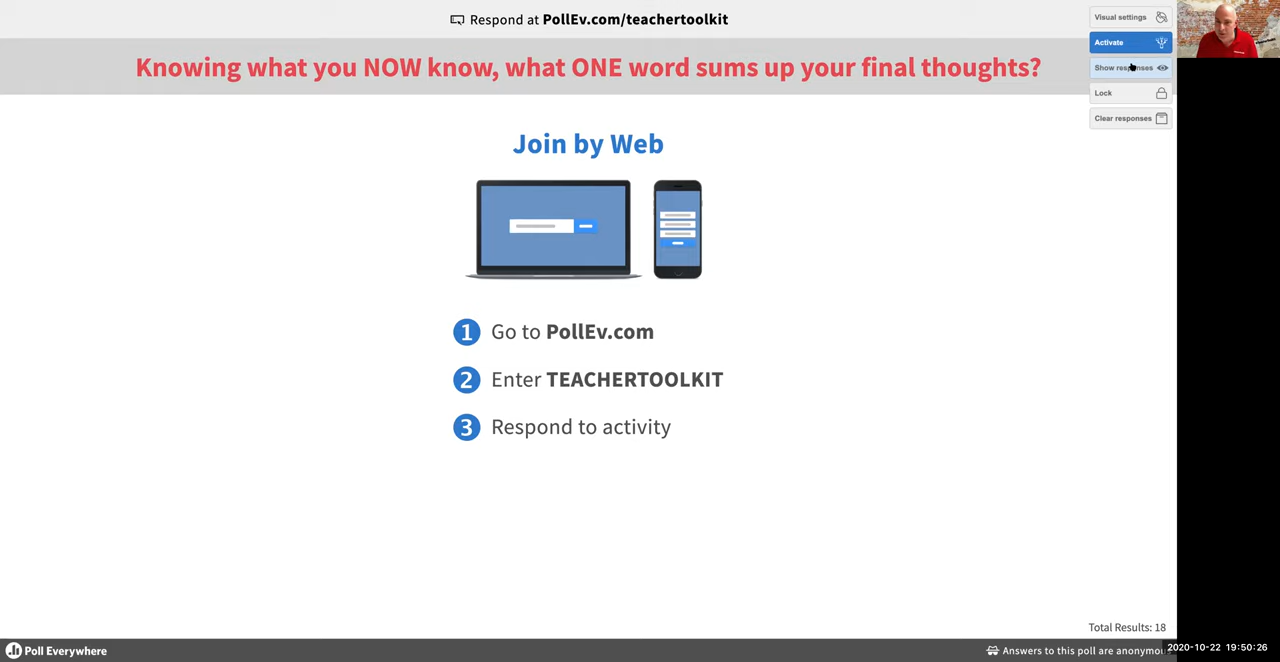 Respond at PollEv.com/teachertoolkit
Visual settings
Activate
Knowing what you NOW know, what ONE word sums up your final thoughts?
Show responses
Lock
Clear responses
Join by Web
1 Go to PollEv.com
2 Enter TEACHERTOOLKIT
3 Respond to activity
Total Results: 18
Poll Everywhere
Answers to this poll are anonymou
2020-10-22 19:50:26